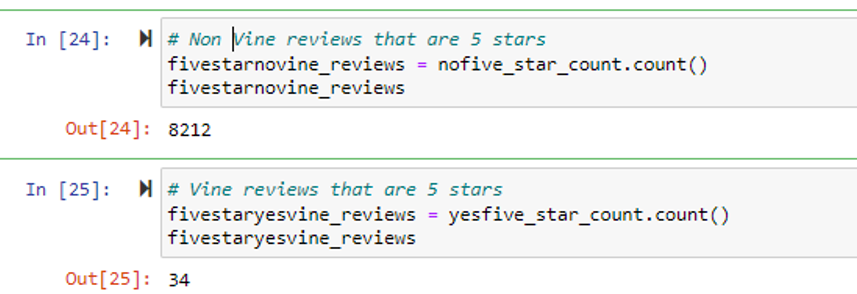 In [24]: # Non Vine reviews that are 5 stars
fivestarnovine_reviews = nofive_star_count.count()
fivestarnovine_reviews
Out[24]: 8212
In [25]: # Vine reviews that are 5 stars
fivestaryesvine_reviews = yesfive_star_count.count()
fivestaryesvine_reviews
Out[25]: 34